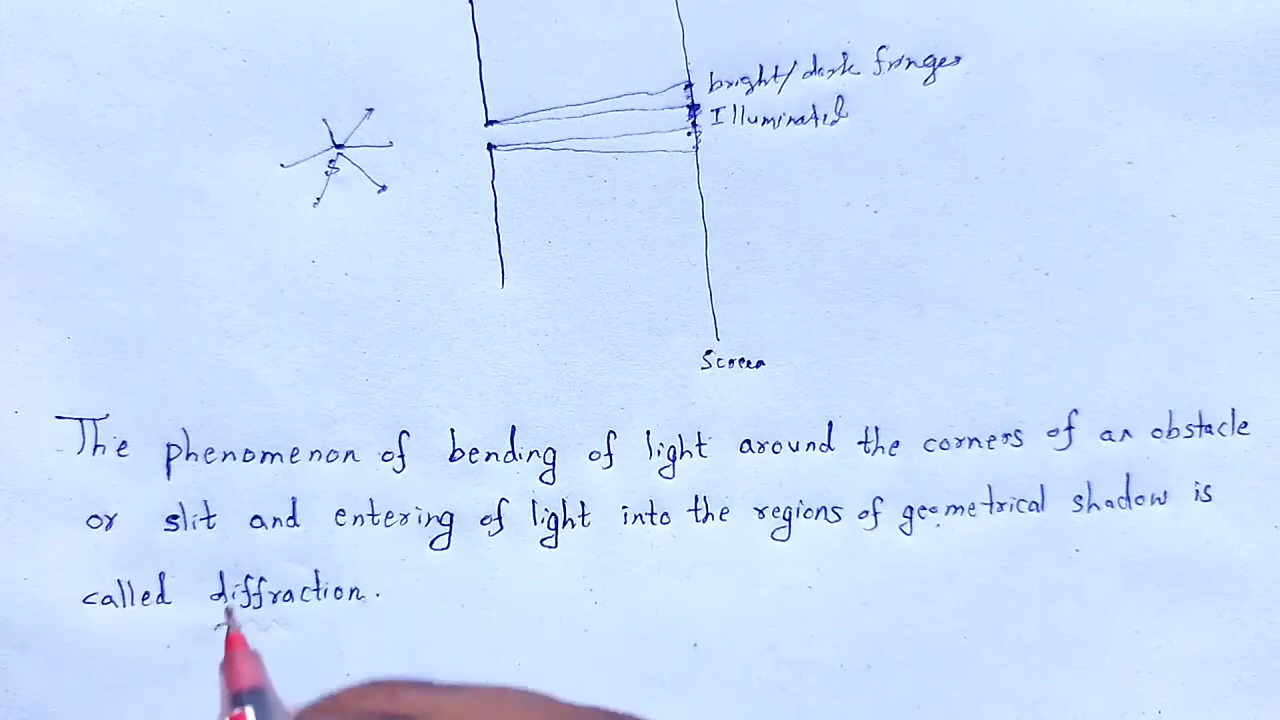 bright/dark fringes
Illuminated
S
Screen
The phenomenon of bending of light around the corners of an obstacle
or slit and entering of light into the regions of geometrical shadow is
called diffraction.